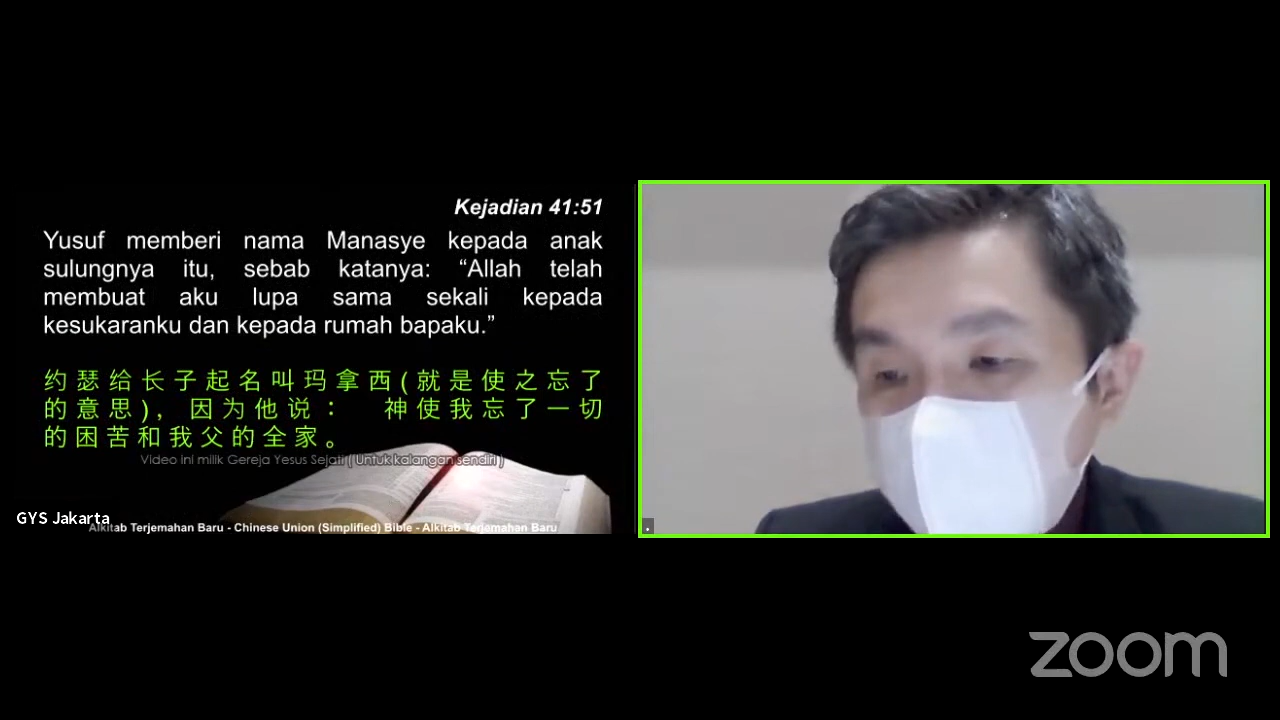 Kejadian 41:51
Yusuf memberi nama Manasye kepada anak
sulungnya itu, sebab katanya: “Allah telah
membuat aku lupa sama sekali kepada
kesukaranku dan kepada rumah bapaku.”
约瑟给长子起名叫玛拿西(就是使之忘了
的意思), 因为他说： 神使我忘了一切
的困苦和我父的全家。
Video ini milik Gereja Yesus Sejati ( Untuk kalangan sendiri )
GYS Jakarta
Alkitab Terjemahan Baru - Chinese Union (Simplified) Bible - Alkitab Terjemahan Baru
zoom